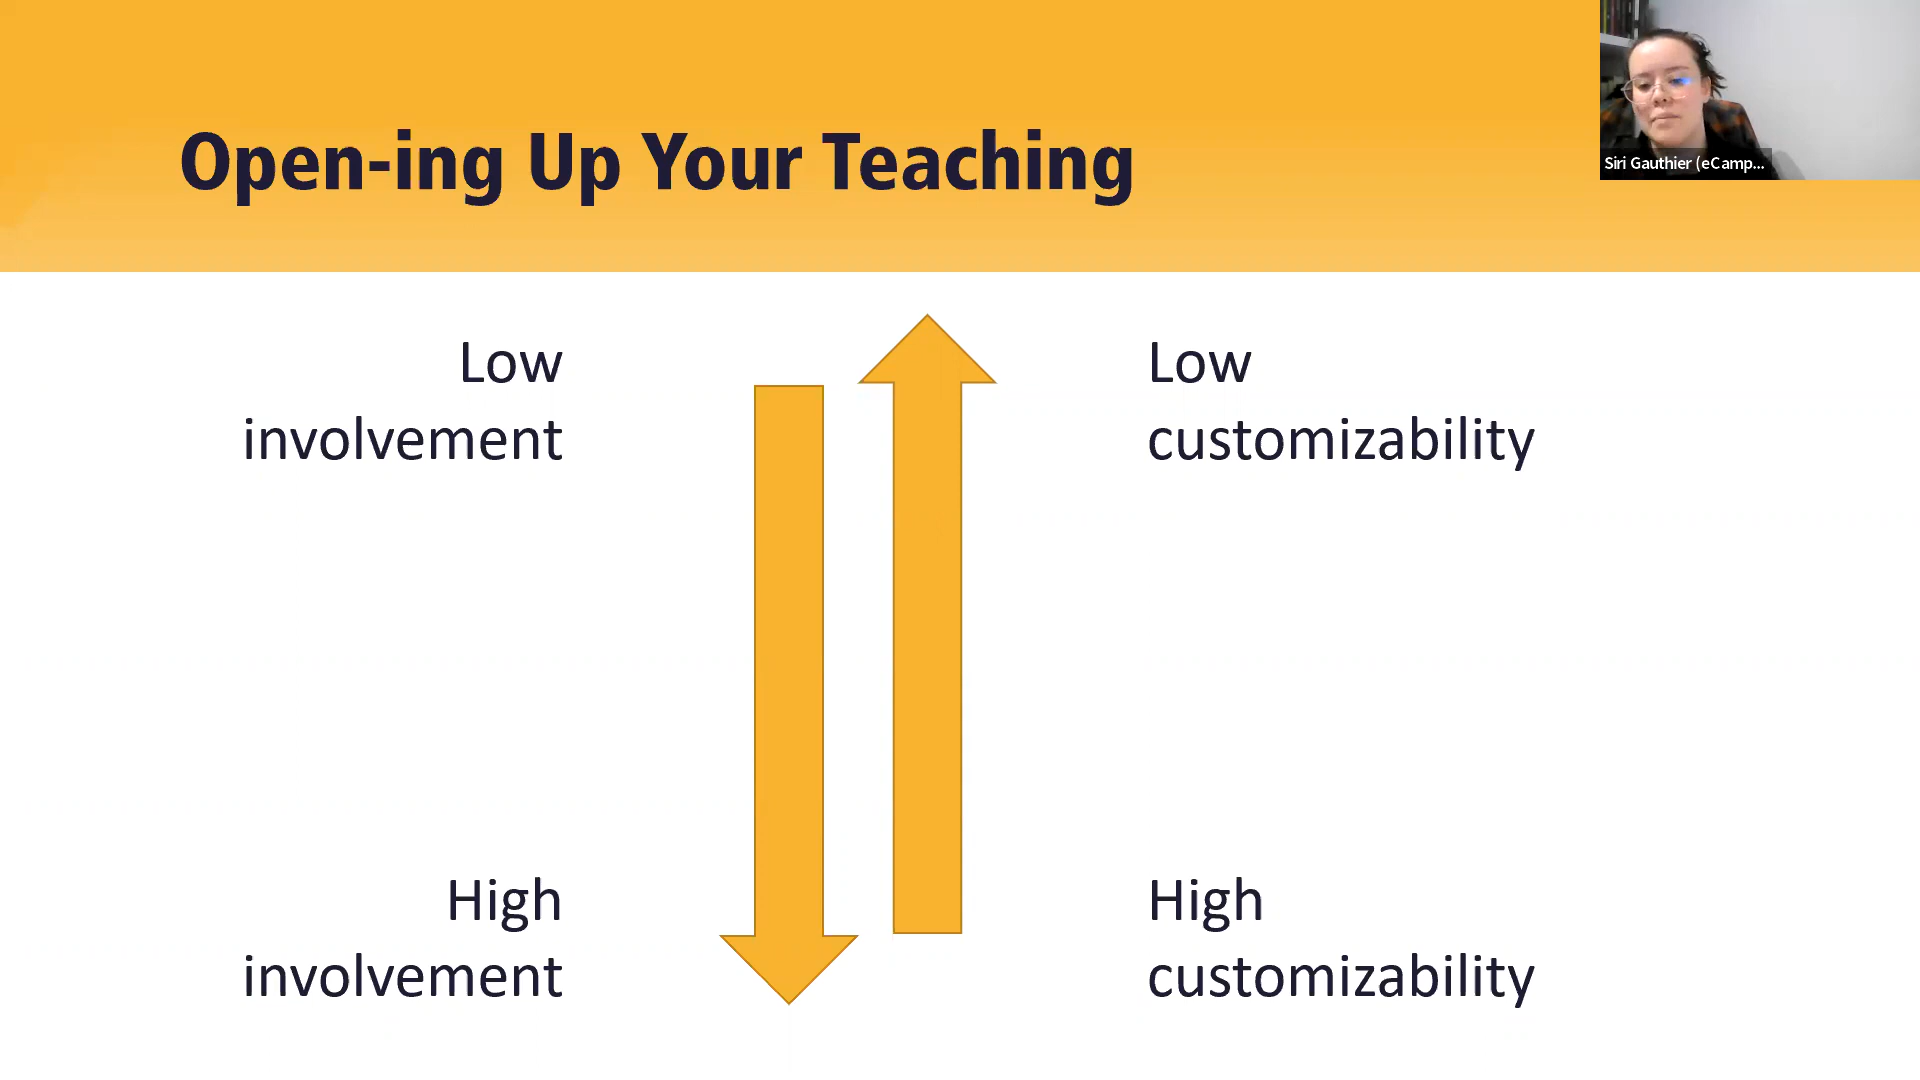 Open-ing Up Your Teaching
Siri Gauthier (eCamp...
Low
involvement
Low
customizability
High
involvement
High
customizability